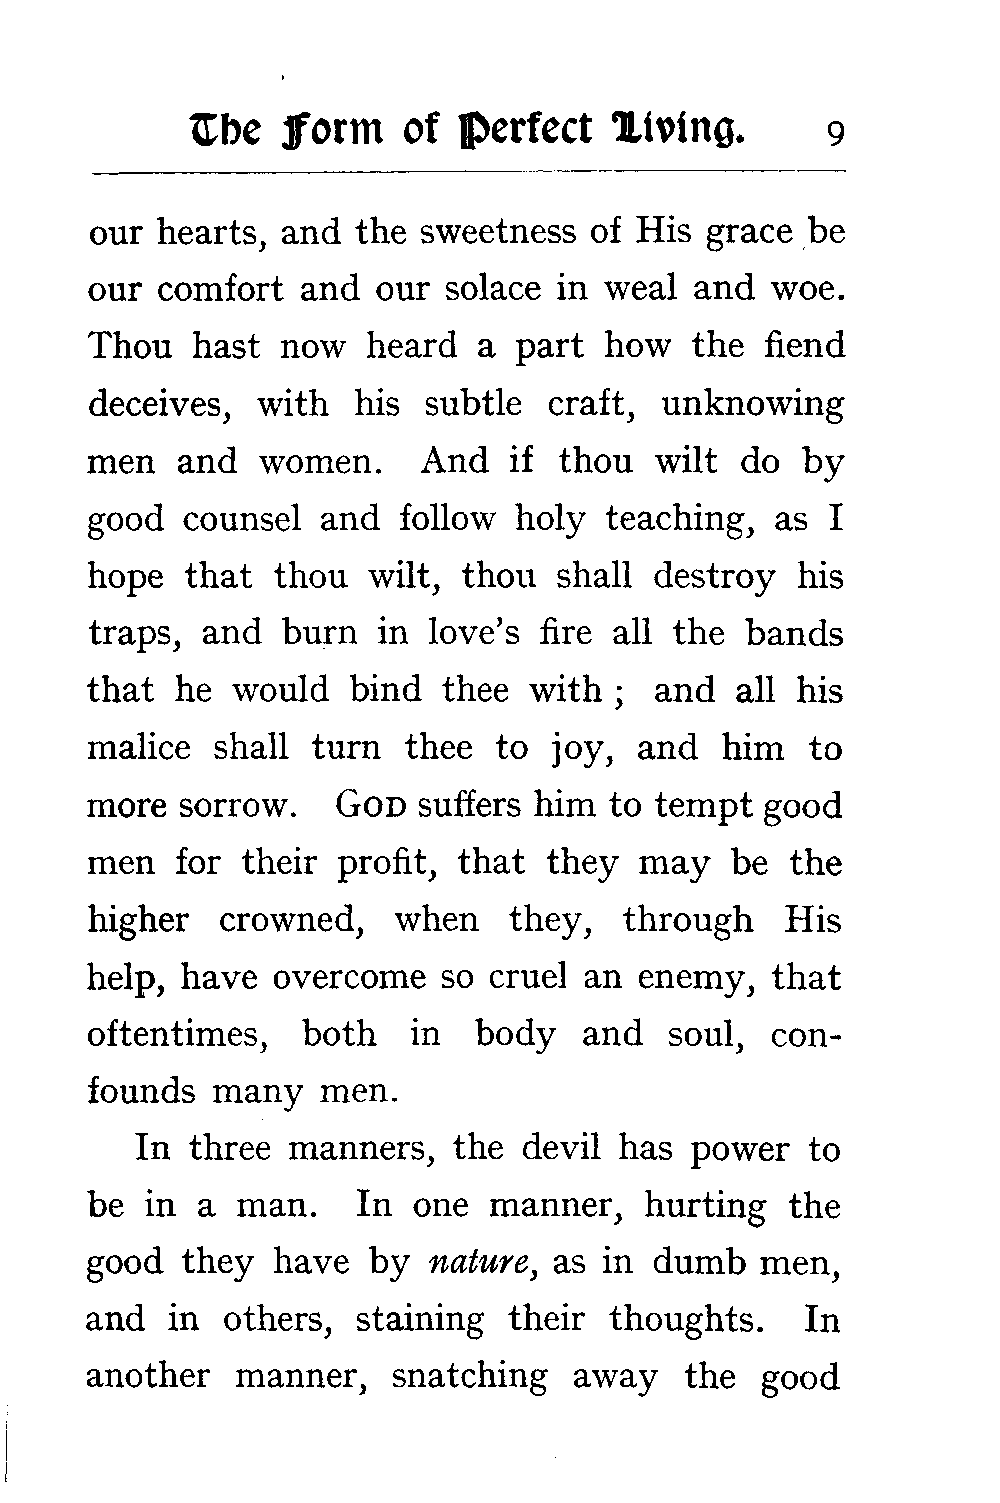 The Form of Perfect Living. 9
our hearts, and the sweetness of His grace be
our comfort and our solace in weal and woe.
Thou hast now heard a part how the fiend
deceives, with his subtle craft, unknowing
men and women. And if thou wilt do by
good counsel and follow holy teaching, as I
hope that thou wilt, thou shall destroy his
traps, and burn in love's fire all the bands
that he would bind thee with ; and all his
malice shall turn thee to joy, and him to
more sorrow. GOD suffers him to tempt good
men for their profit, that they may be the
higher crowned, when they, through His
help, have overcome so cruel an enemy, that
oftentimes, both in body and soul, con-
founds many men.
In three manners, the devil has power to
be in a man. In one manner, hurting the
good they have by nature, as in dumb men,
and in others, staining their thoughts. In
another manner, snatching away the good